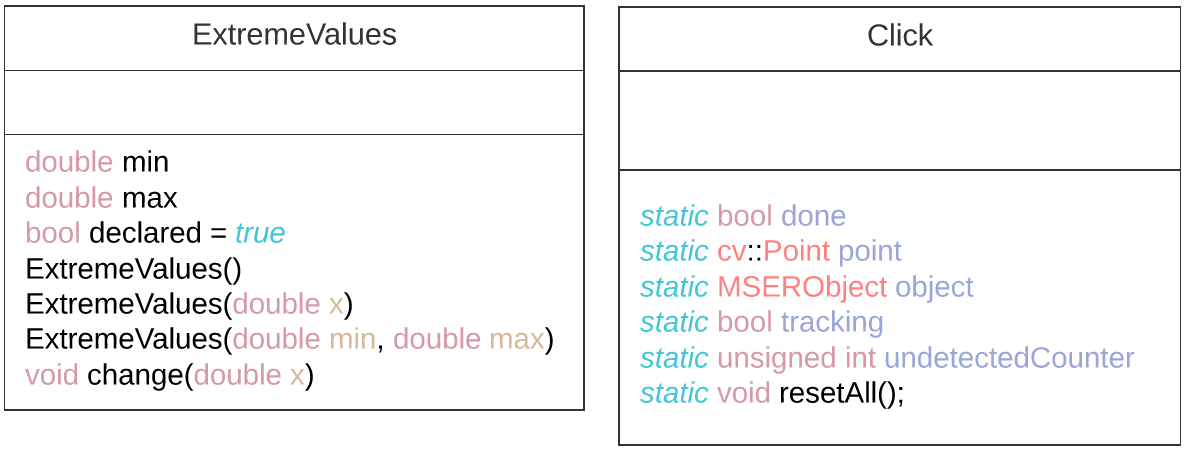 ExtremeValues
double min
double max
bool declared = true
ExtremeValues()
ExtremeValues(double x)
ExtremeValues(double min, double max)
void change(double x)
Click
static bool done
static cv::Point point
static MSERObject object
static bool tracking
static unsigned int undetectedCounter
static void resetAll();